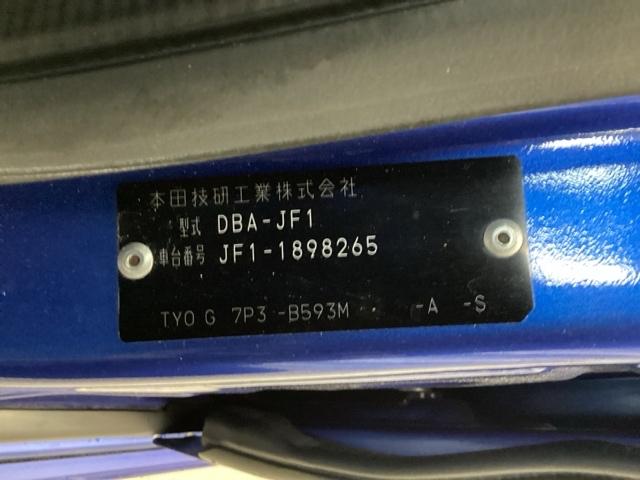 本田技研工業株式会社
型式 DBA-JF1
車台番号 JF1-1898265
TYO G 7P3 -B593M -A -S